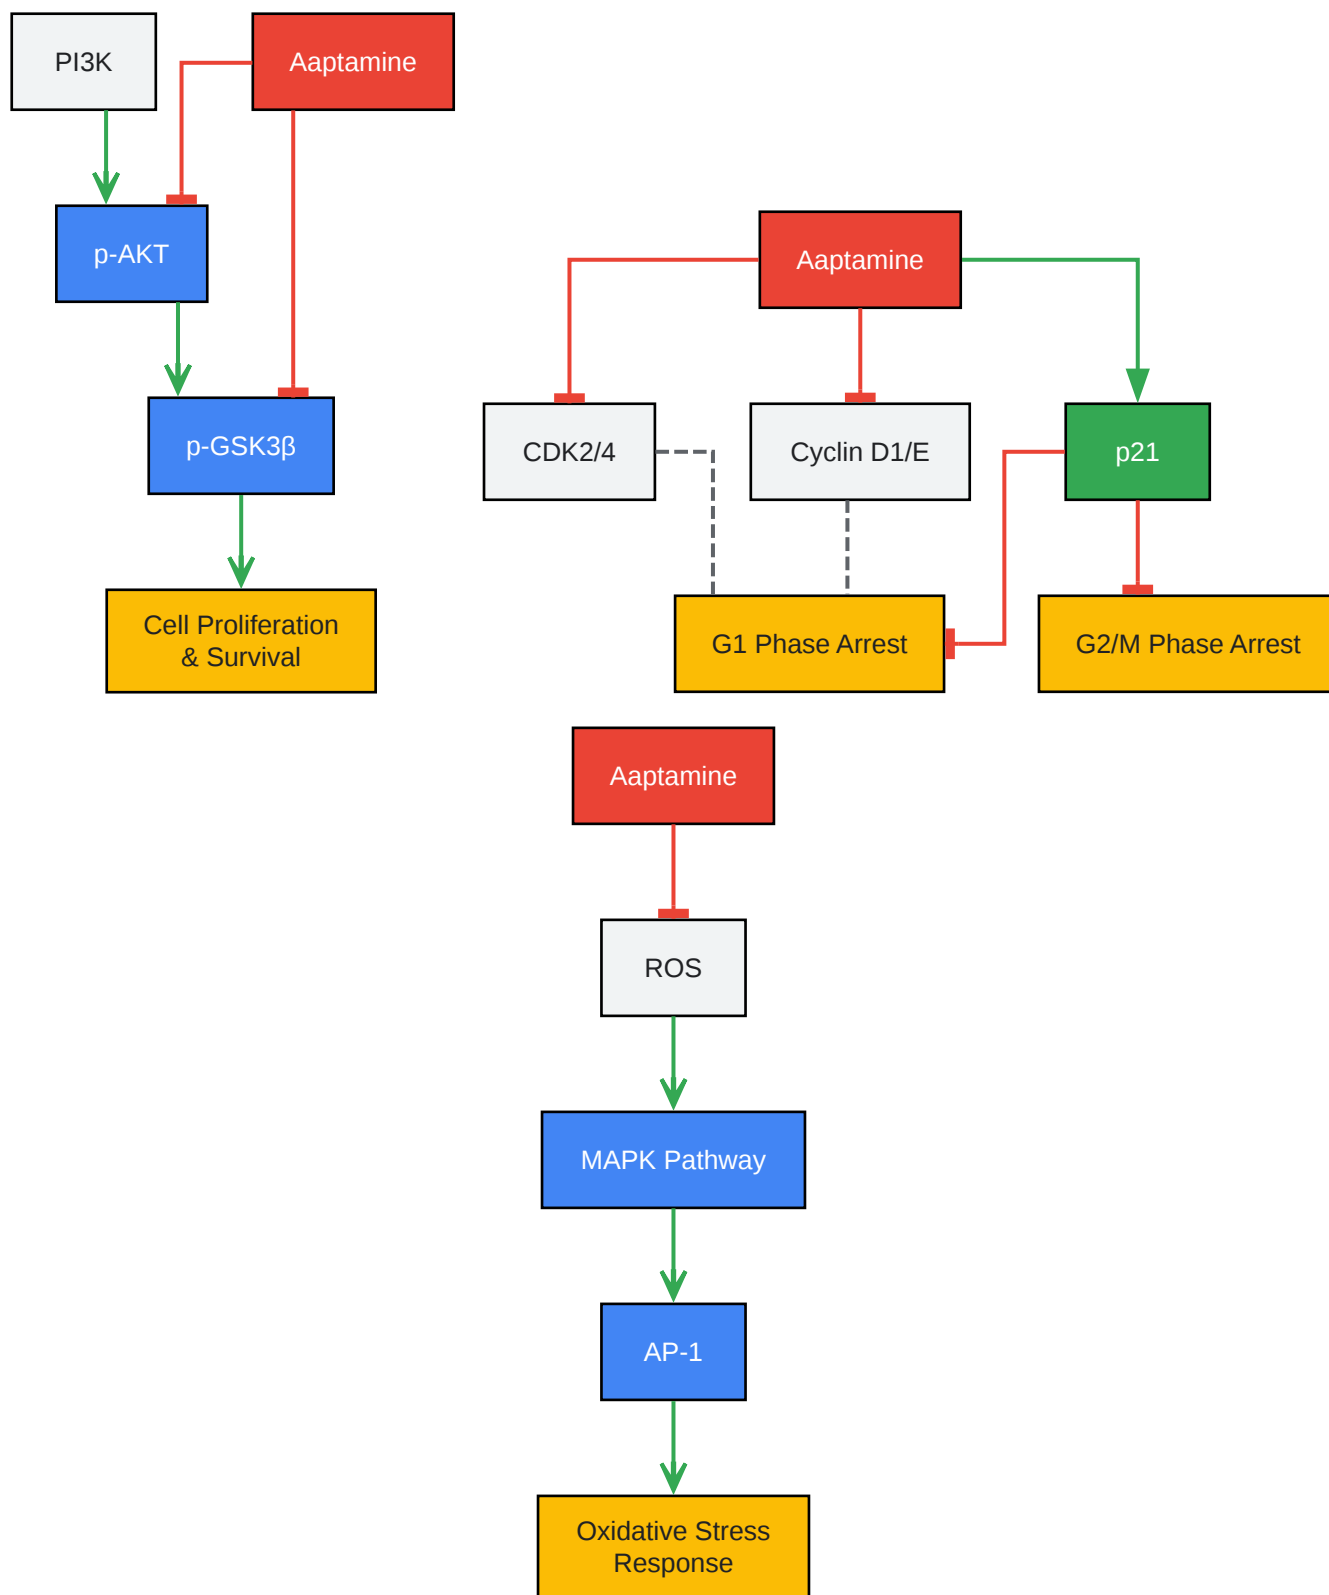 PI3K
Aaptamine
p-AKT
p-GSK3β
Cell Proliferation
& Survival
Aaptamine
CDK2/4
Cyclin D1/E
p21
G1 Phase Arrest
G2/M Phase Arrest
Aaptamine
ROS
MAPK Pathway
AP-1
Oxidative Stress
Response